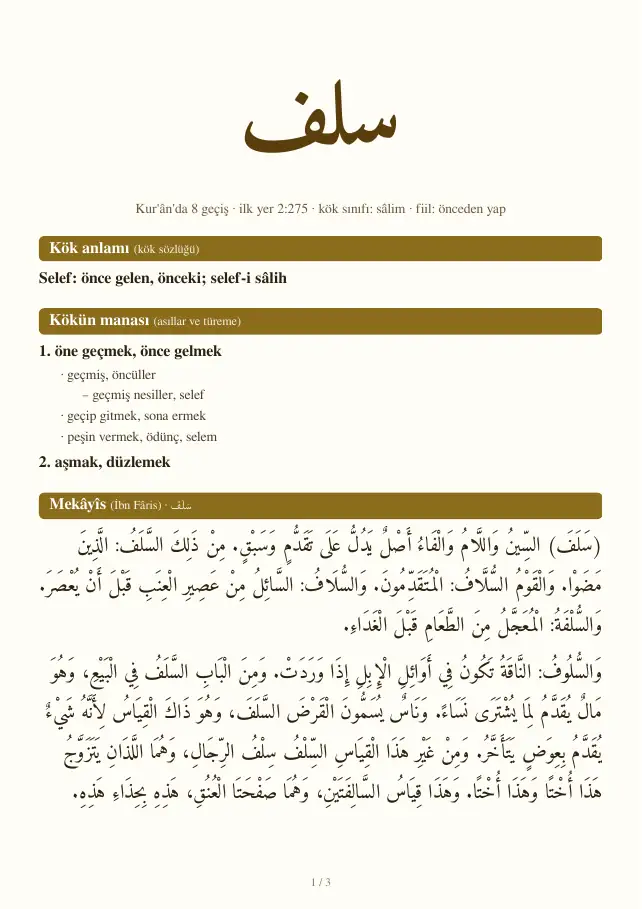 سلف
Kur'ân'da 8 geçiş · ilk yer 2:275 · kök sınıfı: sâlim · fiil: önceden yap
Kök anlamı (kök sözlüğü)
Selef: önce gelen, önceki; selef-i sâlih
Kökün manası (asıllar ve türeme)
1. öne geçmek, önce gelmek
· geçmiş, öncüller
– geçmiş nesiller, selef
· geçip gitmek, sona ermek
· peşin vermek, ödünç, selem
2. aşmak, düzlemek
Mekâyîs (İbn Fâris) · سَلَفَ
(سَلَفَ) السِّينُ وَاللَّامُ وَالْفَاءُ أَصْلٌ يَدُلُّ عَلَى تَقَدُّمٍ وَسَبْقٍ. مِنْ ذَلِكَ السَّلَفُ: الَّذِينَ
مَضَوْا. وَالْقَوْمُ السُّلَّافُ: الْمُتَقَدِّمُونَ. وَالسُّلَافُ: السَّائِلُ مِنْ عَصِيرِ الْعِنَبِ قَبْلَ أَنْ يُعْصَرَ.
وَالسُّلْفَةُ: الْمُعَجَّلُ مِنَ الطَّعَامِ قَبْلَ الْغَدَاءِ.
وَالسَّلُوفُ: النَّاقَةُ تَكُونُ فِي أَوَائِلِ الْإِبِلِ إِذَا وَرَدَتْ. وَمِنَ الْبَابِ السَّلَفُ فِي الْبَيْعِ، وَهُوَ
مَالٌ يُقَدَّمُ لِمَا يُشْتَرَى نَسَاءً. وَنَاسٌ يُسَمُّونَ الْقَرْضَ السَّلَفَ، وَهُوَ ذَاكَ الْقِيَاسُ لِأَنَّهُ شَيْءٌ
يُقَدَّمُ بِعِوَضٍ يَتَأَخَّرُ. وَمِنْ غَيْرِ هَذَا الْقِيَاسِ السِّلْفُ سِلْفُ الرِّجَالِ، وَهُمَا اللَّذَانِ يَتَزَوَّجُ
هَذَا أُخْتًا وَهَذَا أُخْتًا. وَهَذَا قِيَاسُ السَّالِفَتَيْنِ، وَهُمَا صَفْحَتَا الْعُنُقِ، هَذِهِ بِحِذَاءِ هَذِهِ.
1 / 3